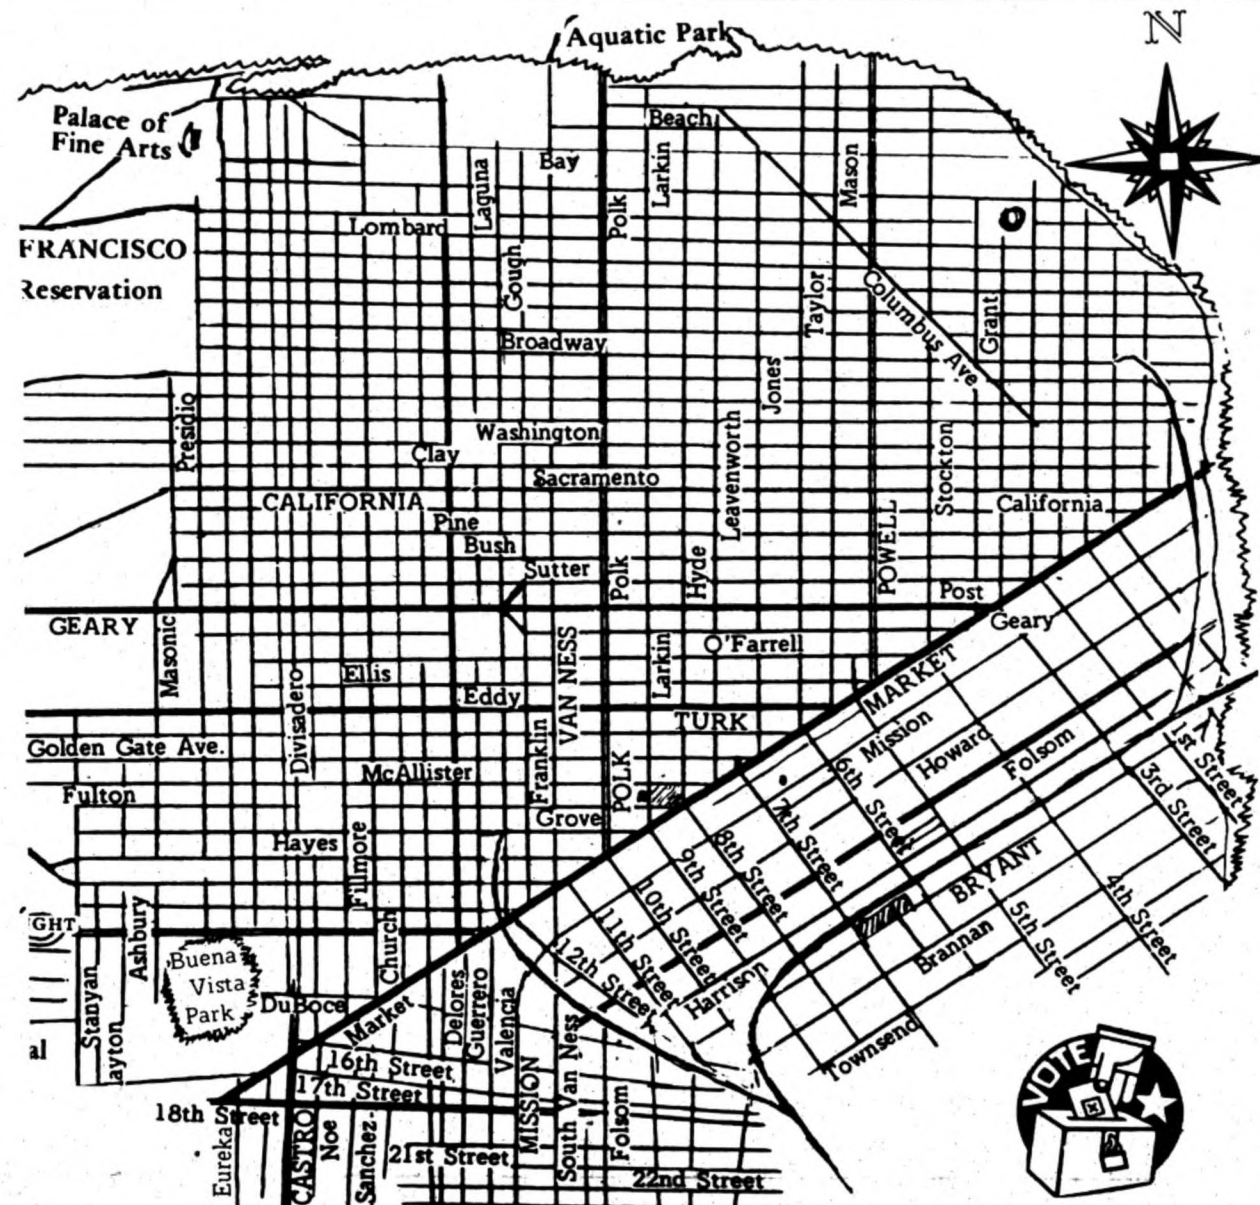 N
Aquatic Park
Palace of
Fine Arts
Beach
Bay
Laguna
Larkin
Mason
Polk
Lombard
FRANCISCO
Reservation
Gough
Taylor
Columbus Ave
Grant
Broadway
Jones
Presidio
Washington
Clay
Leavenworth
Stockton
Sacramento
CALIFORNIA
California
Pine
Bush
Sutter
Polk
Hyde
POWELL
Post
GEARY
Geary
Masonic
O'Farrell
Larkin
VAN NESS
MARKET
Ellis
Eddy
Divisadero
TURK
Mission
Howard
Folsom
Golden Gate Ave.
Franklin
McAllister
POLK
Fulton
Grove
Hayes
Fillmore
1st Street
3rd Street
4th Street
5th Street
6th Street
7th Street
8th Street
9th Street
10th Street
11th Street
12th Street
BRYANT
Brannan
Harrison
Townsend
GHT
Ashbury
Church
Buena
Vista
Park
Stanyan
ayton
DuBoce
Market
Delores
Guerrero
Valencia
al
16th Street
17th Street
18th Street
MISSION
South Van Ness
Folsom
Eureka
CASTRO
Noe
Sanchez
21st Street
22nd Street
VOTE